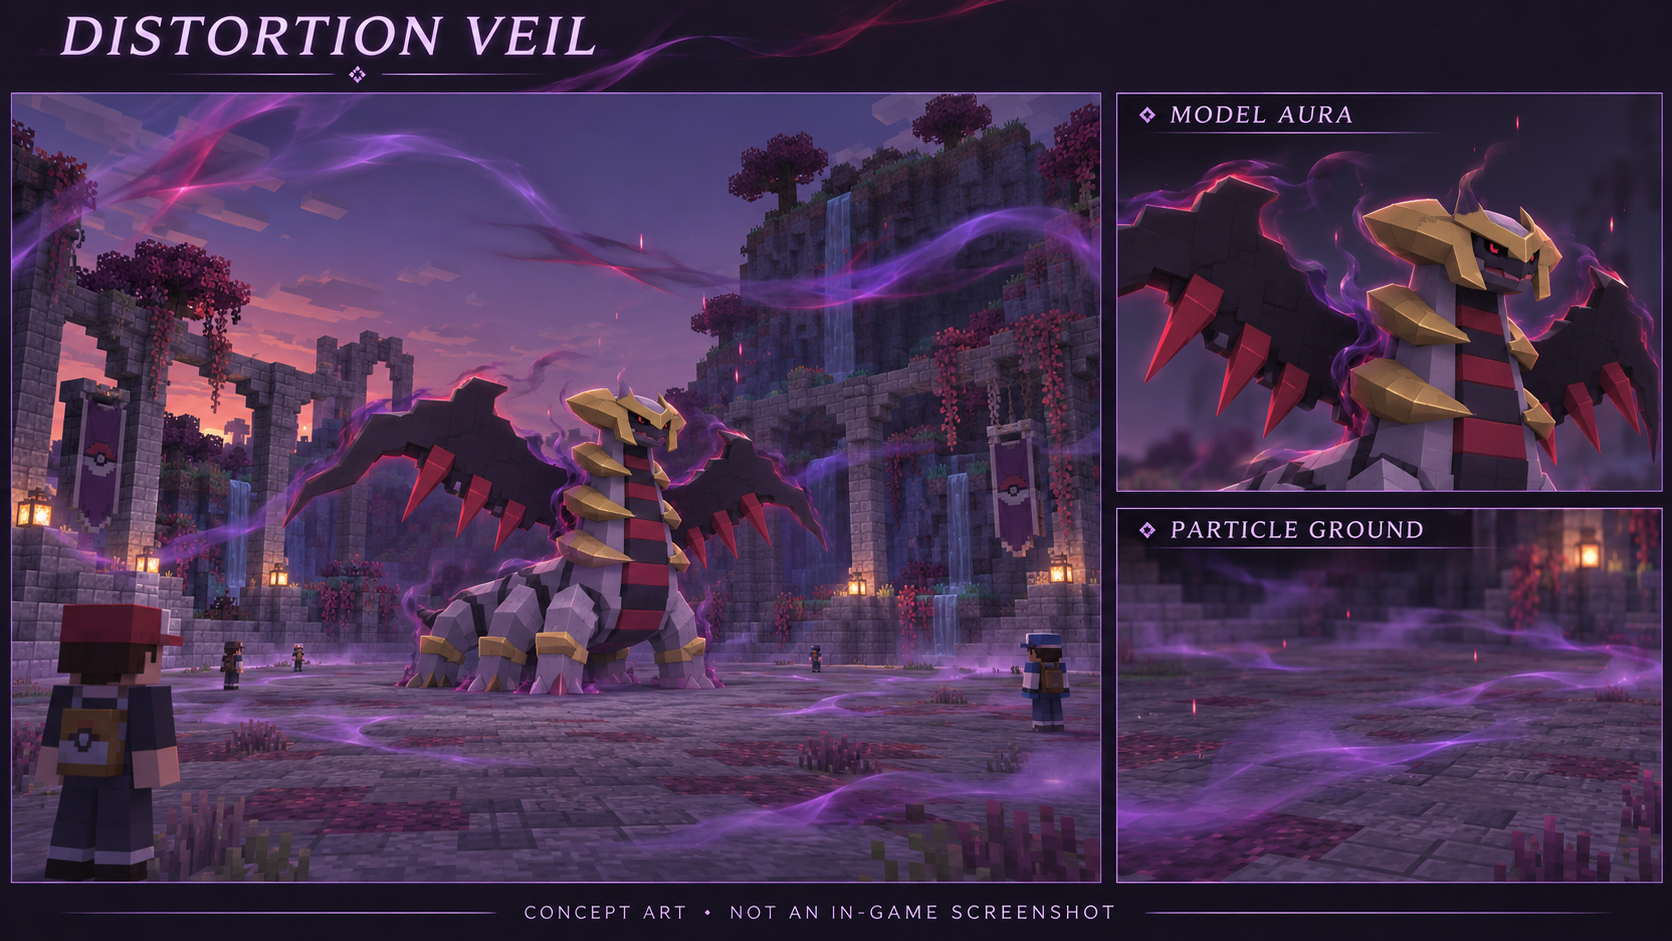 DISTORTION VEIL
MODEL AURA
PARTICLE GROUND
CONCEPT ART • NOT AN IN-GAME SCREENSHOT